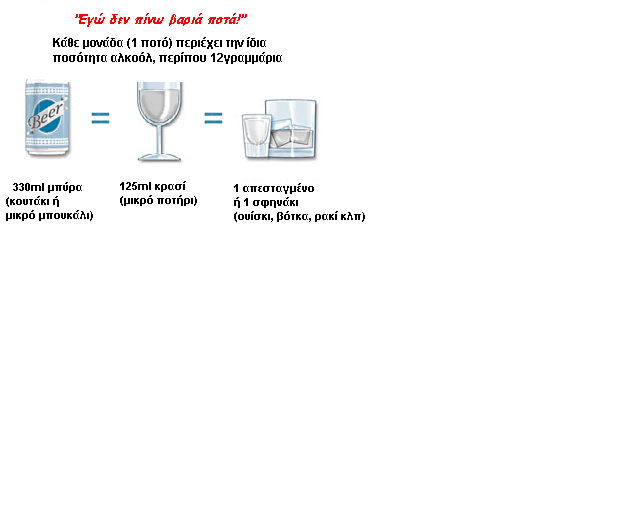 "Εγώ δεν πίνω βαριά ποτά!"
Κάθε μονάδα (1 ποτό) περιέχει την ίδια
ποσότητα αλκοόλ, περίπου 12γραμμάρια
Beer
=
=
330ml μπύρα
(κουτάκι ή
μικρό μπουκάλι)
125ml κρασί
(μικρό ποτήρι)
1 απεσταγμένο
ή 1 σφηνάκι
(ουίσκι, βότκα, ρακί κλπ)